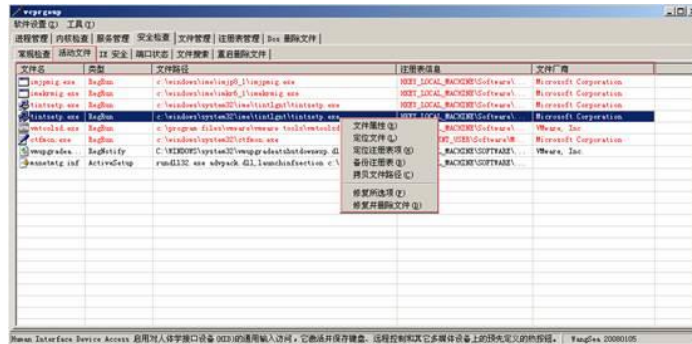 vcprgoup
软件设置(Q) 工具(O)
进程管理 内核检查 服务管理 安全检查 文件管理 注册表管理 Dos 删除文件
常规检查 活动文件 IE 安全 端口状态 文件搜索 重启删除文件
文件名 类型 文件路径 注册表信息 文件厂商
imjpmig.exe RegRun c:\windows\ime\imjp8_1\imjpmig.exe HKEY_LOCAL_MACHINE\Software\... Microsoft Corporation
imekrmig.exe RegRun c:\windows\ime\imkr6_1\imekrmig.exe HKEY_LOCAL_MACHINE\Software\... Microsoft Corporation
tintsetp.exe RegRun c:\windows\system32\ime\tintlgnt\tintsetp.exe HKEY_LOCAL_MACHINE\Software\... Microsoft Corporation
tintsetp.exe RegRun c:\windows\system32\ime\tintlgnt\tintsetp.exe HKEY_LOCAL_MACHINE\Software\... Microsoft Corporation
vmtoolsd.exe RegRun c:\program files\vmware\vmware tools\vmtoolsd L_MACHINE\Software\... VMware, Inc
ctfmon.exe RegRun c:\windows\system32\ctfmon.exe NT_USER\Software\M... Microsoft Corporation
vmupgradea... RegNotify C:\WINDOWS\system32\vmupgradeatshutdownwxp.dl L_MACHINE\SOFTWARE\... VMware, Inc.
msnetmtg.inf ActiveSetup rundll32.exe advpack.dll,launchinfsection c:\ L_MACHINE\SOFTWARE\...
文件属性
定位文件
定位注册表项
备份注册表
拷贝文件路径
修复所选项
修复并删除文件
Human Interface Device Access 启用对人体学接口设备(HID)的通用输入访问，它激活并保存键盘、远程控制和其它多媒体设备上的预先定义的热按钮。 WangSea 20080105